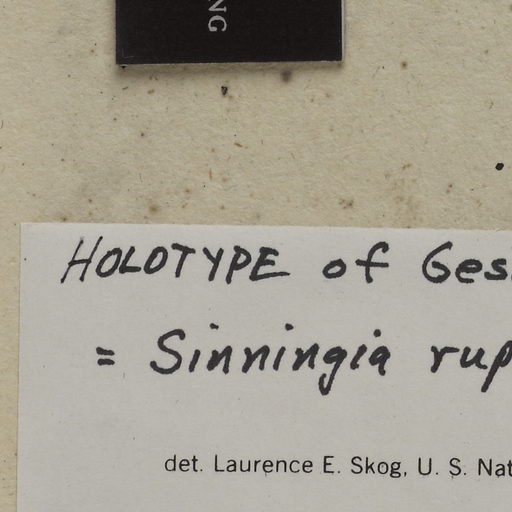 NG
HOLOTYPE of Ges
= Sinningia rup
det. Laurence E. Skog, U. S. Nat